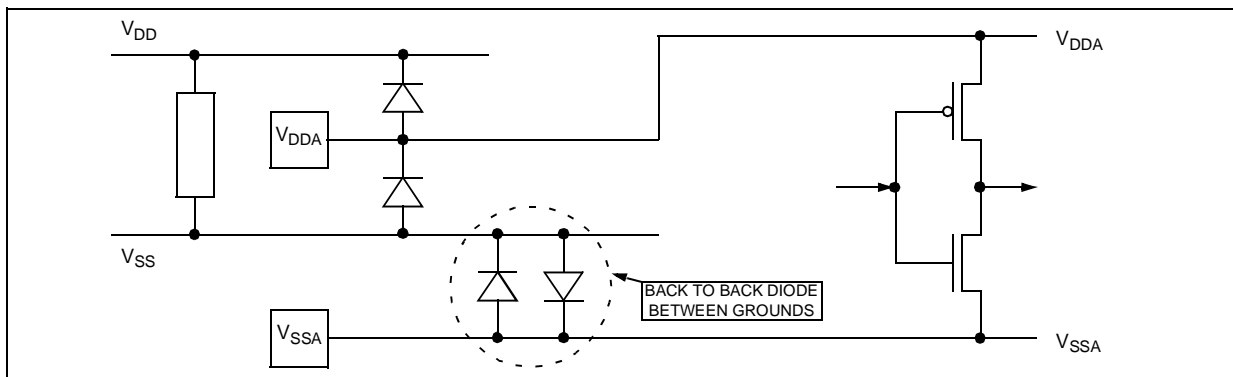 VDD
VDDA
VDDA
VSS
BACK TO BACK DIODE
BETWEEN GROUNDS
VSSA
VSSA